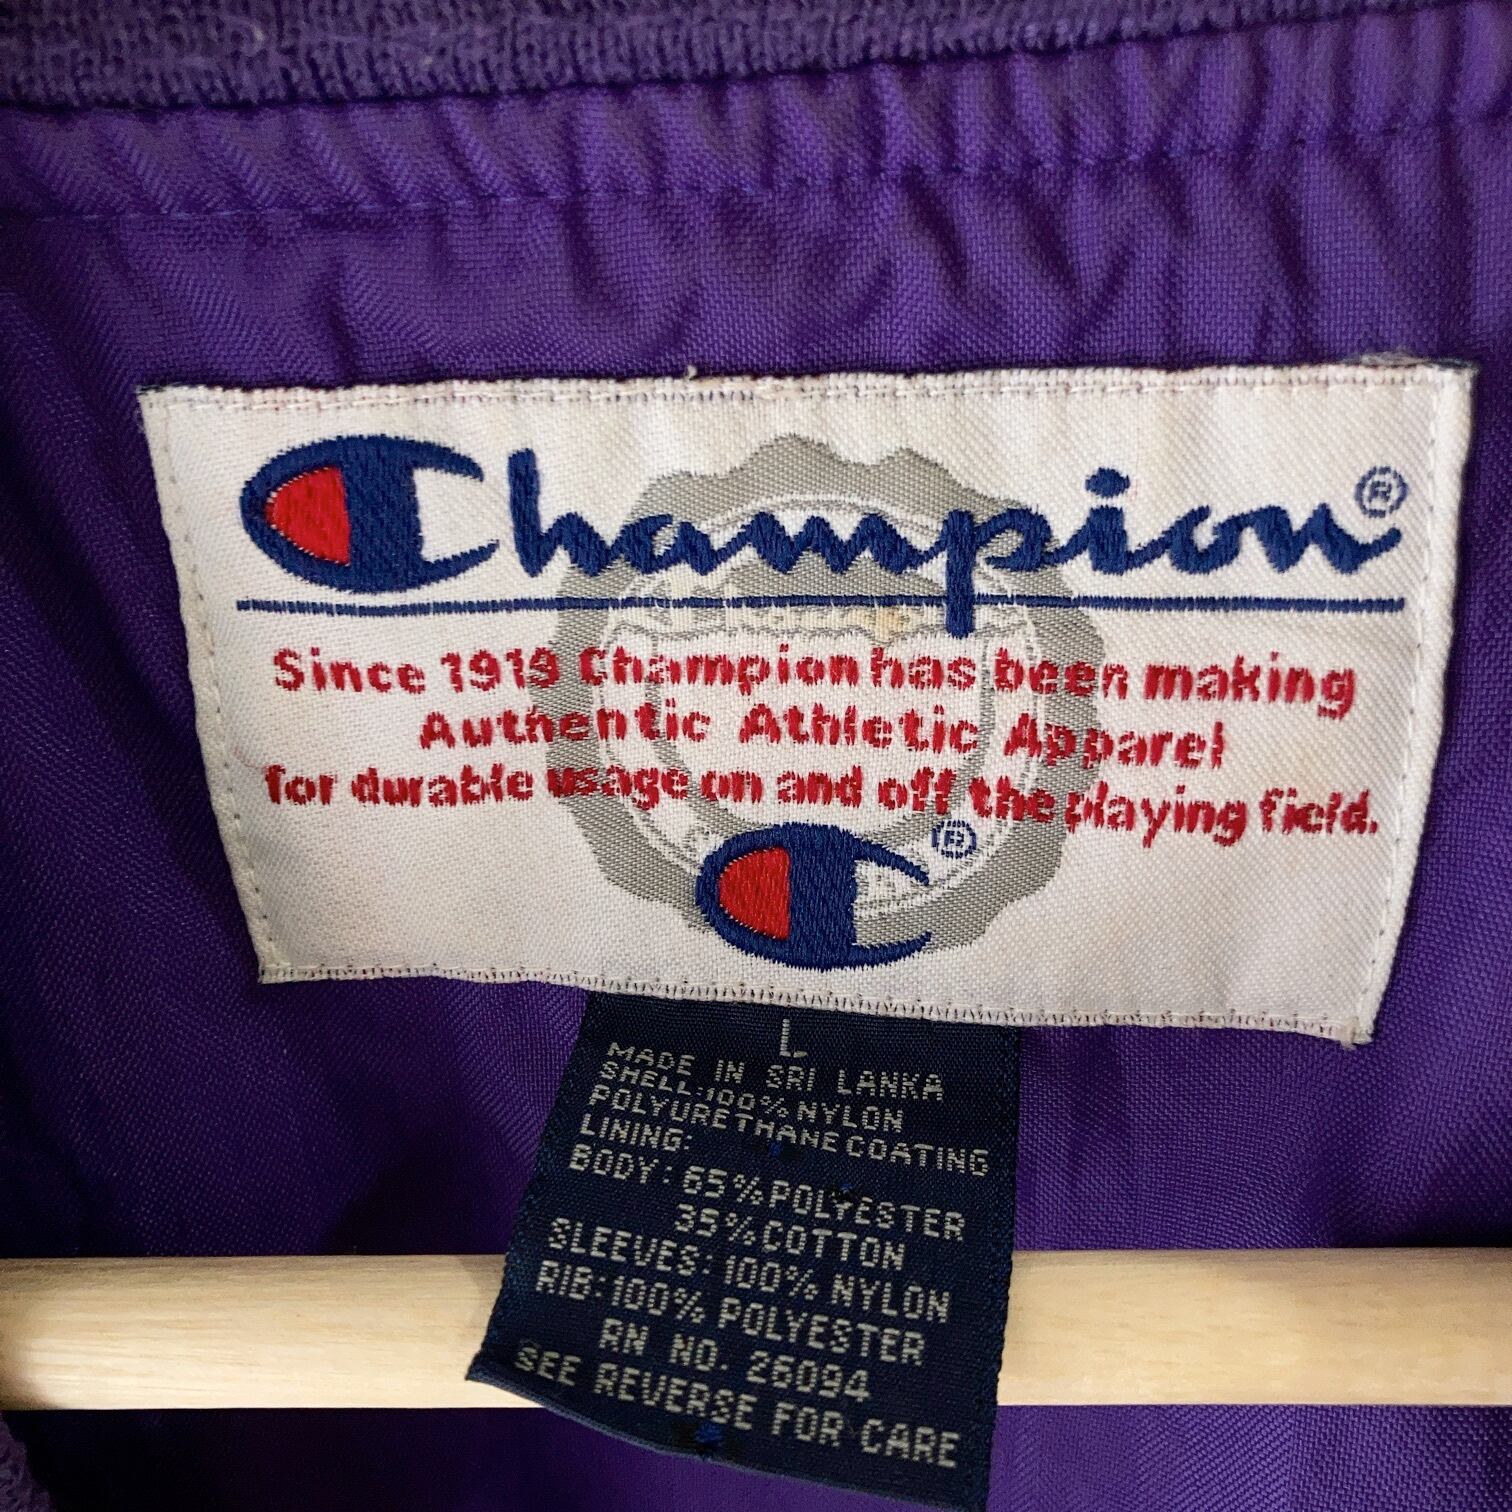 Champion®
Since 1919 Champion has been making
Authentic Athletic Apparel
for durable usage on and off the playing field.
®
L
MADE IN SRI LANKA
SHELL:100% NYLON
POLYURETHANE COATING
LINING:
BODY: 65% POLYESTER
35% COTTON
SLEEVES: 100% NYLON
RIB: 100% POLYESTER
RN NO. 26094
SEE REVERSE FOR CARE